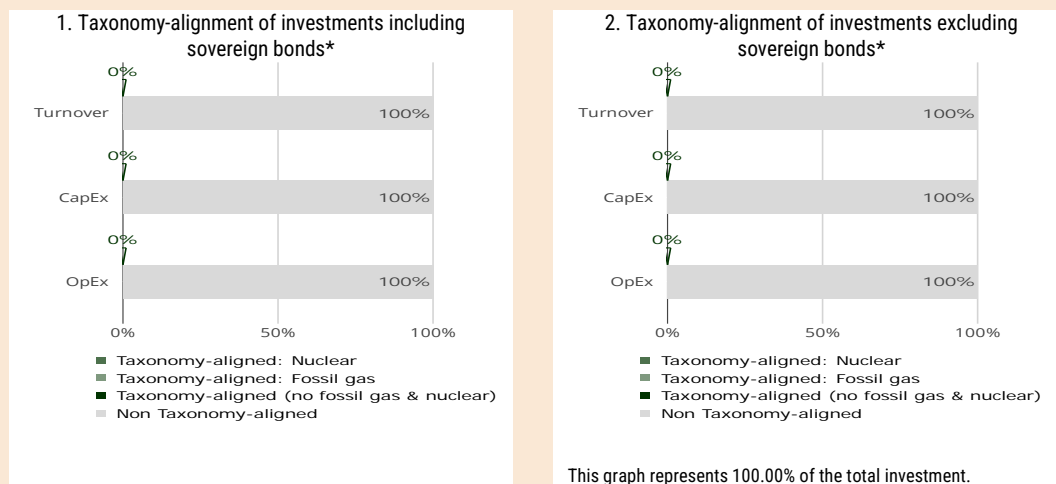 1. Taxonomy-alignment of investments including
sovereign bonds*
0%
Turnover
100%
0%
CapEx
100%
0%
OpEx
100%
0%
50%
100%
Taxonomy-aligned: Nuclear
Taxonomy-aligned: Fossil gas
Taxonomy-aligned (no fossil gas & nuclear)
Non Taxonomy-aligned
2. Taxonomy-alignment of investments excluding
sovereign bonds*
0%
Turnover
100%
0%
CapEx
100%
0%
OpEx
100%
0%
50%
100%
Taxonomy-aligned: Nuclear
Taxonomy-aligned: Fossil gas
Taxonomy-aligned (no fossil gas & nuclear)
Non Taxonomy-aligned
This graph represents 100.00% of the total investment.